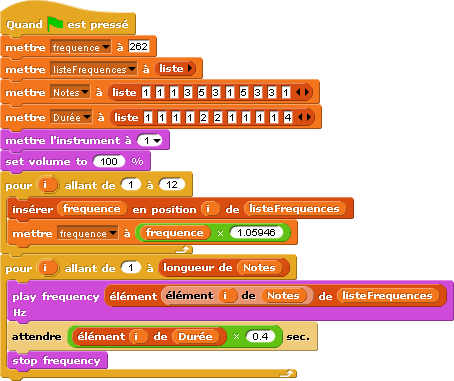 Quand est pressé
mettre frequence à 262
mettre listeFrequences à liste
mettre Notes à liste 1 1 1 3 5 3 1 5 3 3 1
mettre Durée à liste 1 1 1 1 2 2 1 1 1 1 4
mettre l'instrument à 1
set volume to 100 %
pour i allant de 1 à 12
insérer frequence en position i de listeFrequences
mettre frequence à frequence × 1.05946
pour i allant de 1 à longueur de Notes
play frequency élément élément i de Notes de listeFrequences
Hz
attendre élément i de Durée × 0.4 sec.
stop frequency